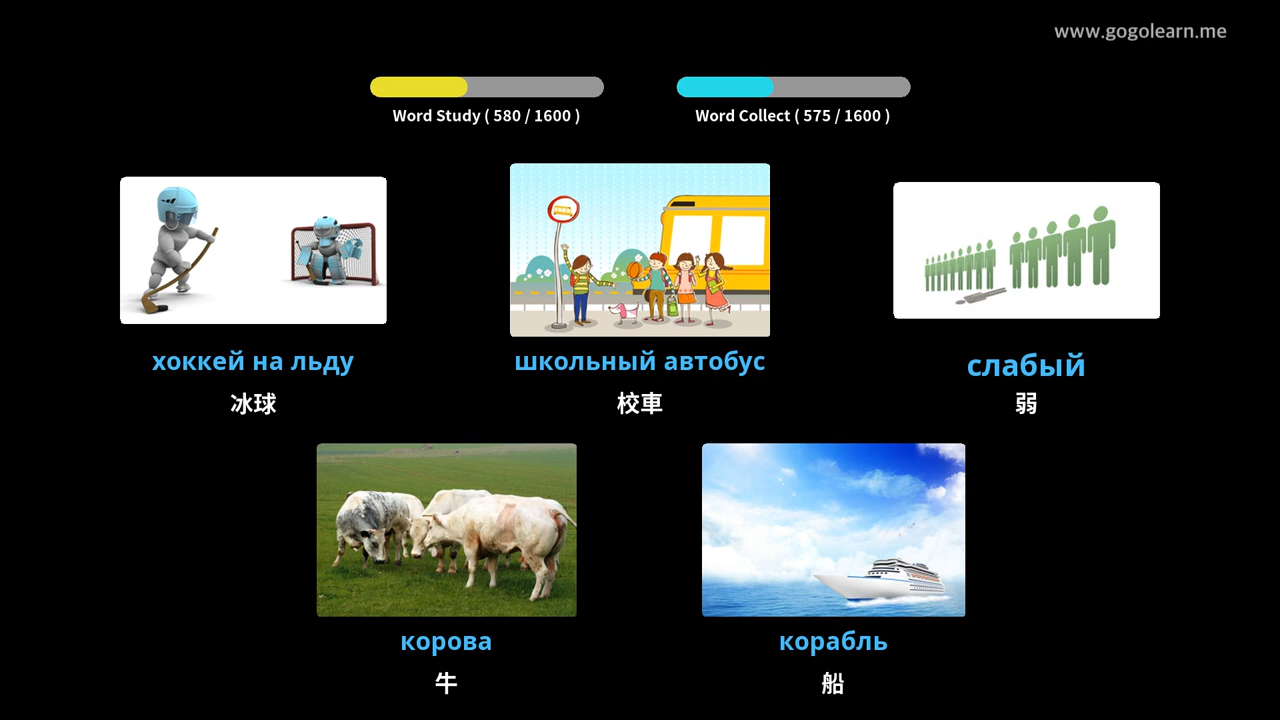 www.gogolearn.me
Word Study ( 580 / 1600 )
Word Collect ( 575 / 1600 )
хоккей на льду
冰球
школьный автобус
校車
слабый
弱
корова
牛
корабль
船